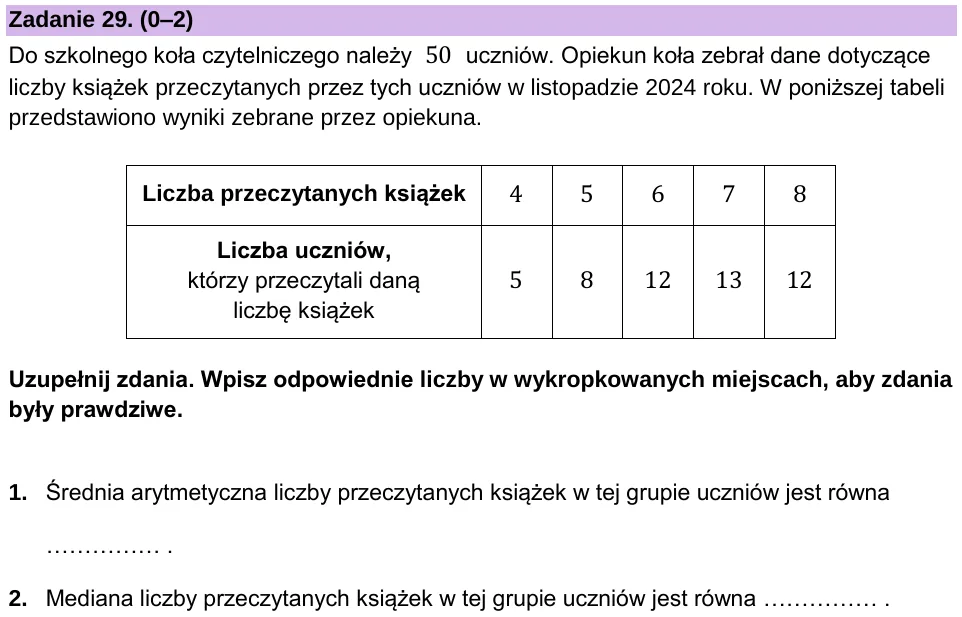 Zadanie 29. (0–2)
Do szkolnego koła czytelniczego należy 50 uczniów. Opiekun koła zebrał dane dotyczące
liczby książek przeczytanych przez tych uczniów w listopadzie 2024 roku. W poniższej tabeli
przedstawiono wyniki zebrane przez opiekuna.
Liczba przeczytanych książek 4 5 6 7 8
Liczba uczniów,
którzy przeczytali daną 5 8 12 13 12
liczbę książek
Uzupełnij zdania. Wpisz odpowiednie liczby w wykropkowanych miejscach, aby zdania
były prawdziwe.
1. Średnia arytmetyczna liczby przeczytanych książek w tej grupie uczniów jest równa
…………… .
2. Mediana liczby przeczytanych książek w tej grupie uczniów jest równa …………… .